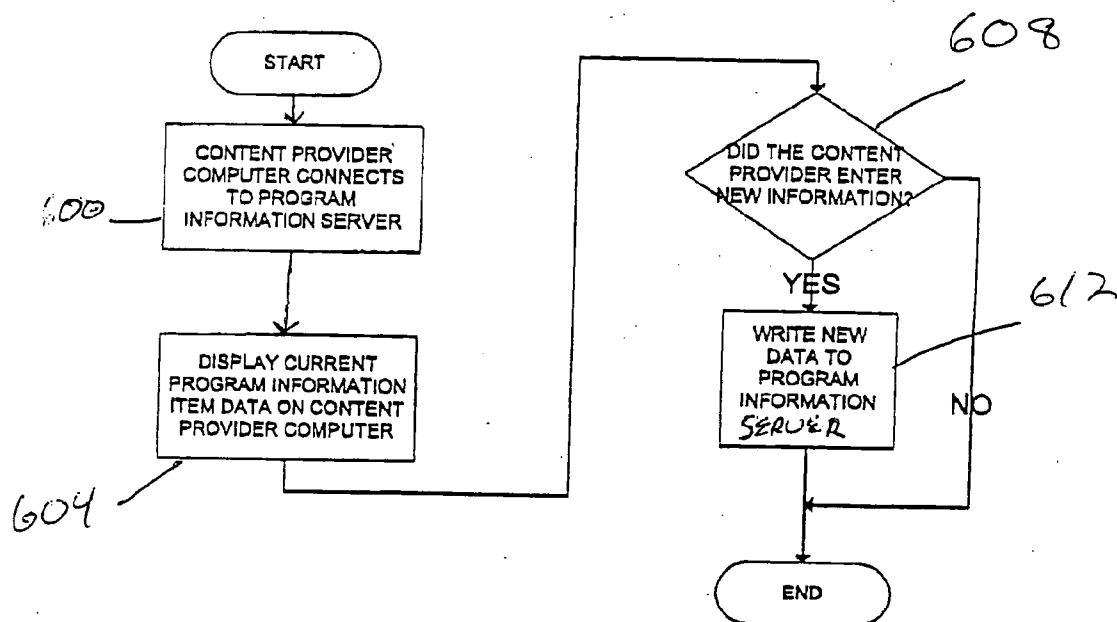 START
CONTENT PROVIDER
COMPUTER CONNECTS
TO PROGRAM
INFORMATION SERVER
600
DISPLAY CURRENT
PROGRAM INFORMATION
ITEM DATA ON CONTENT
PROVIDER COMPUTER
604
608
DID THE CONTENT
PROVIDER ENTER
NEW INFORMATION?
YES
612
WRITE NEW
DATA TO
PROGRAM
INFORMATION
SERVER
NO
END